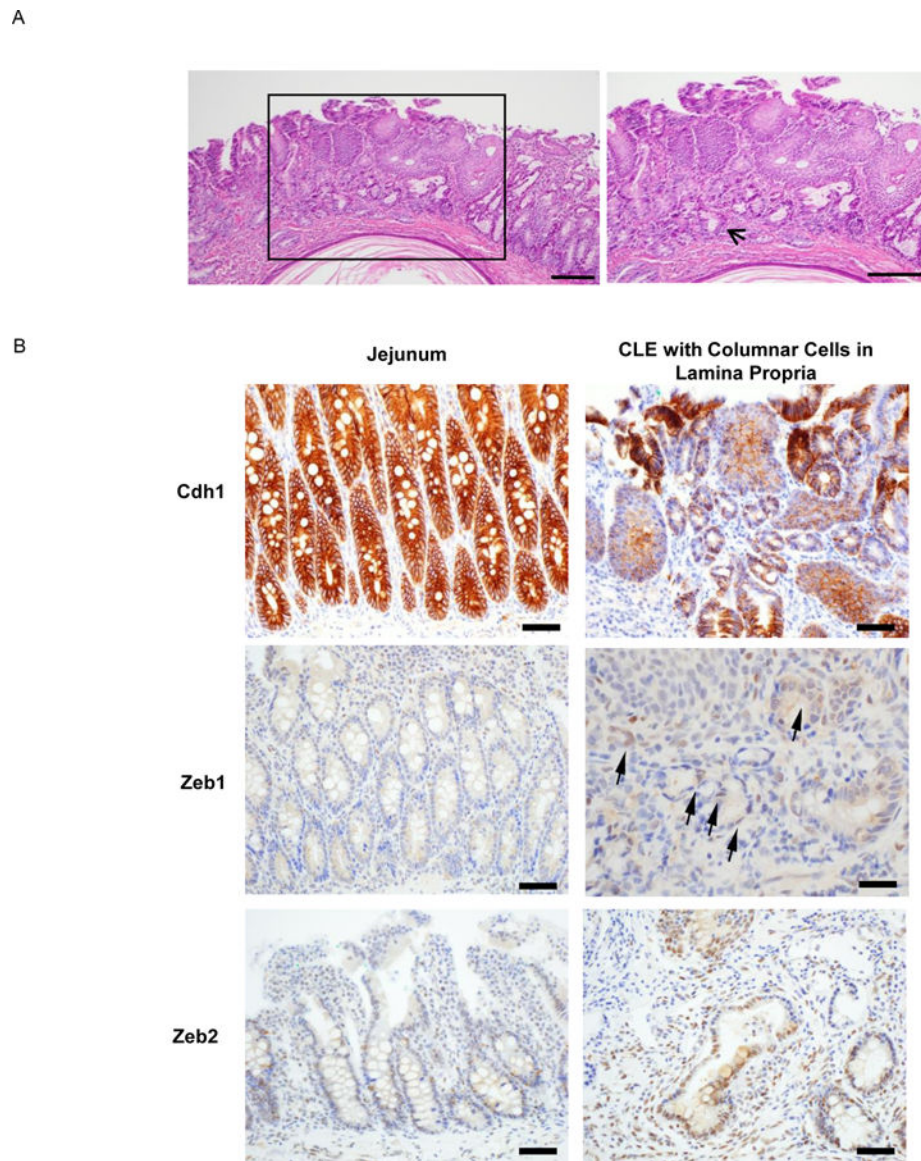 A
B
Jejunum
CLE with Columnar Cells in
Lamina Propria
Cdh1
Zeb1
Zeb2